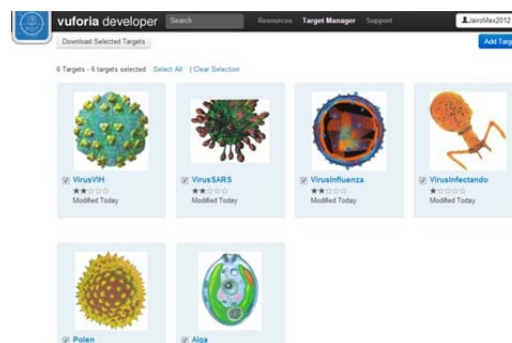 vuforia developer Search Resources Target Manager Support JairoMex2012
Download Selected Targets Add Targ
6 Targets - 6 targets selected Select All | Clear Selection
VirusVIH VirusSARS VirusInfluenza VirusInfectando
Modified Today Modified Today Modified Today Modified Today
Polen Alga